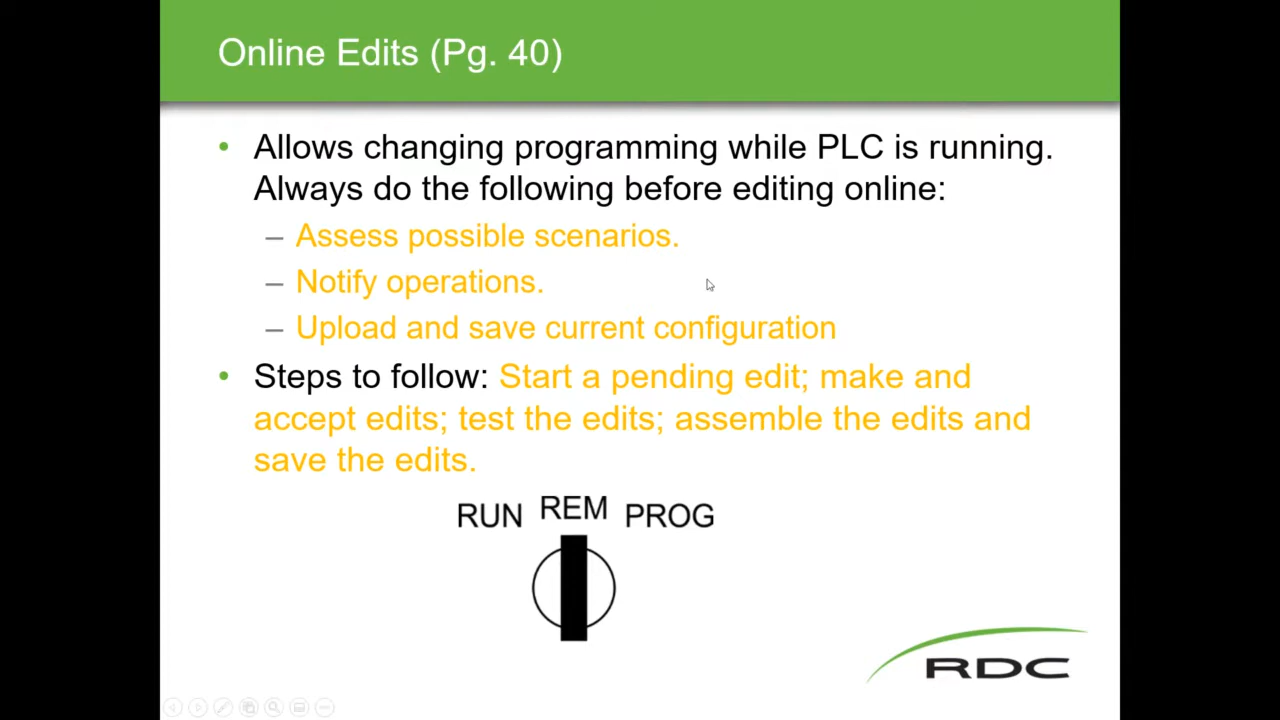 Online Edits (Pg. 40)
• Allows changing programming while PLC is running.
Always do the following before editing online:
– Assess possible scenarios.
– Notify operations.
– Upload and save current configuration
• Steps to follow: Start a pending edit; make and
accept edits; test the edits; assemble the edits and
save the edits.
RUN REM PROG
RDC